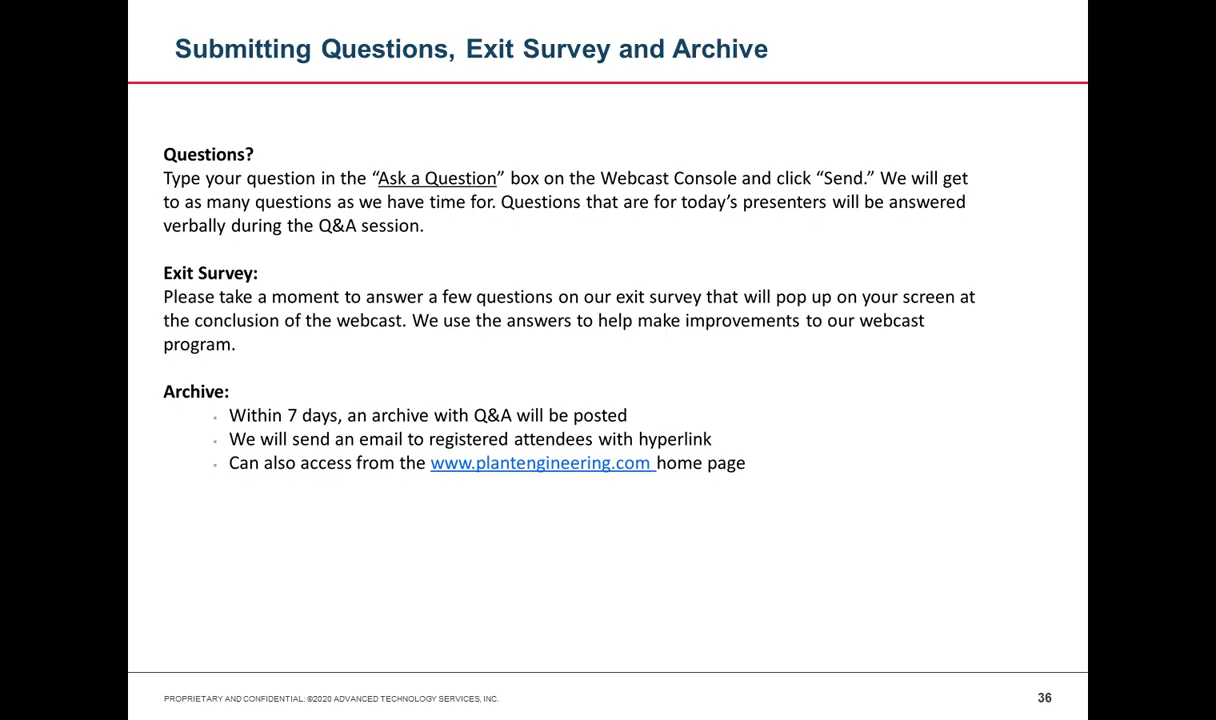 Submitting Questions, Exit Survey and Archive
Questions?
Type your question in the “Ask a Question” box on the Webcast Console and click “Send.” We will get
to as many questions as we have time for. Questions that are for today’s presenters will be answered
verbally during the Q&A session.
Exit Survey:
Please take a moment to answer a few questions on our exit survey that will pop up on your screen at
the conclusion of the webcast. We use the answers to help make improvements to our webcast
program.
Archive:
▪ Within 7 days, an archive with Q&A will be posted
▪ We will send an email to registered attendees with hyperlink
▪ Can also access from the www.plantengineering.com home page
PROPRIETARY AND CONFIDENTIAL: ©2020 ADVANCED TECHNOLOGY SERVICES, INC.
36